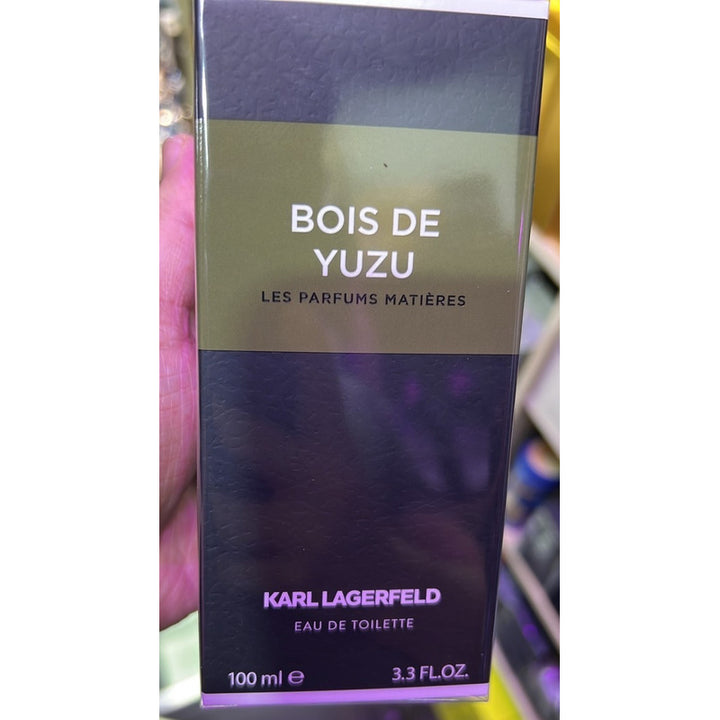 BOIS DE
YUZU
LES PARFUMS MATIÈRES
KARL LAGERFELD
EAU DE TOILETTE
100 ml ℮ 3.3 FL.OZ.